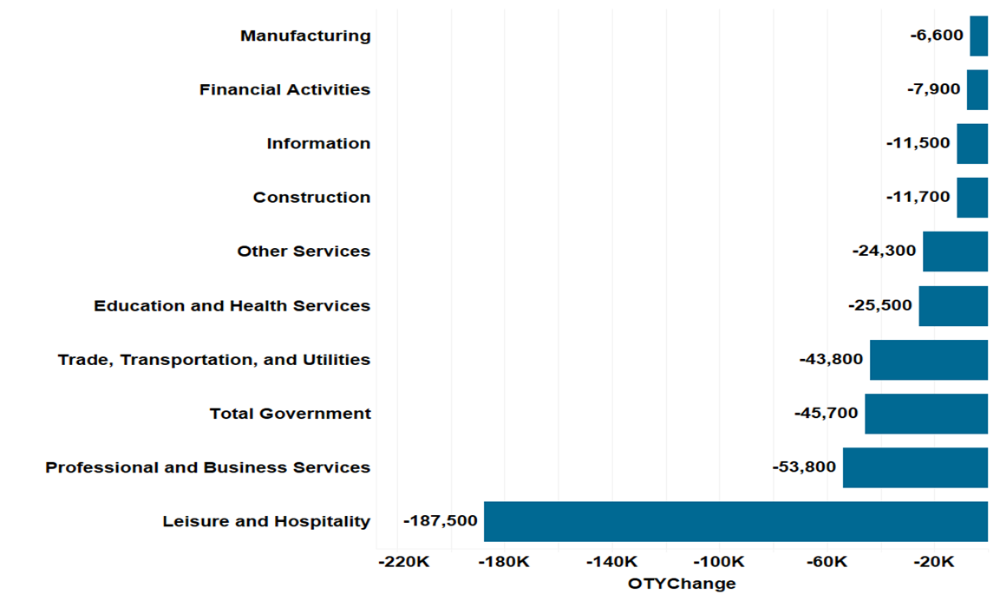 Manufacturing -6,600
Financial Activities -7,900
Information -11,500
Construction -11,700
Other Services -24,300
Education and Health Services -25,500
Trade, Transportation, and Utilities -43,800
Total Government -45,700
Professional and Business Services -53,800
Leisure and Hospitality -187,500
-220K -180K -140K -100K -60K -20K
OTYChange